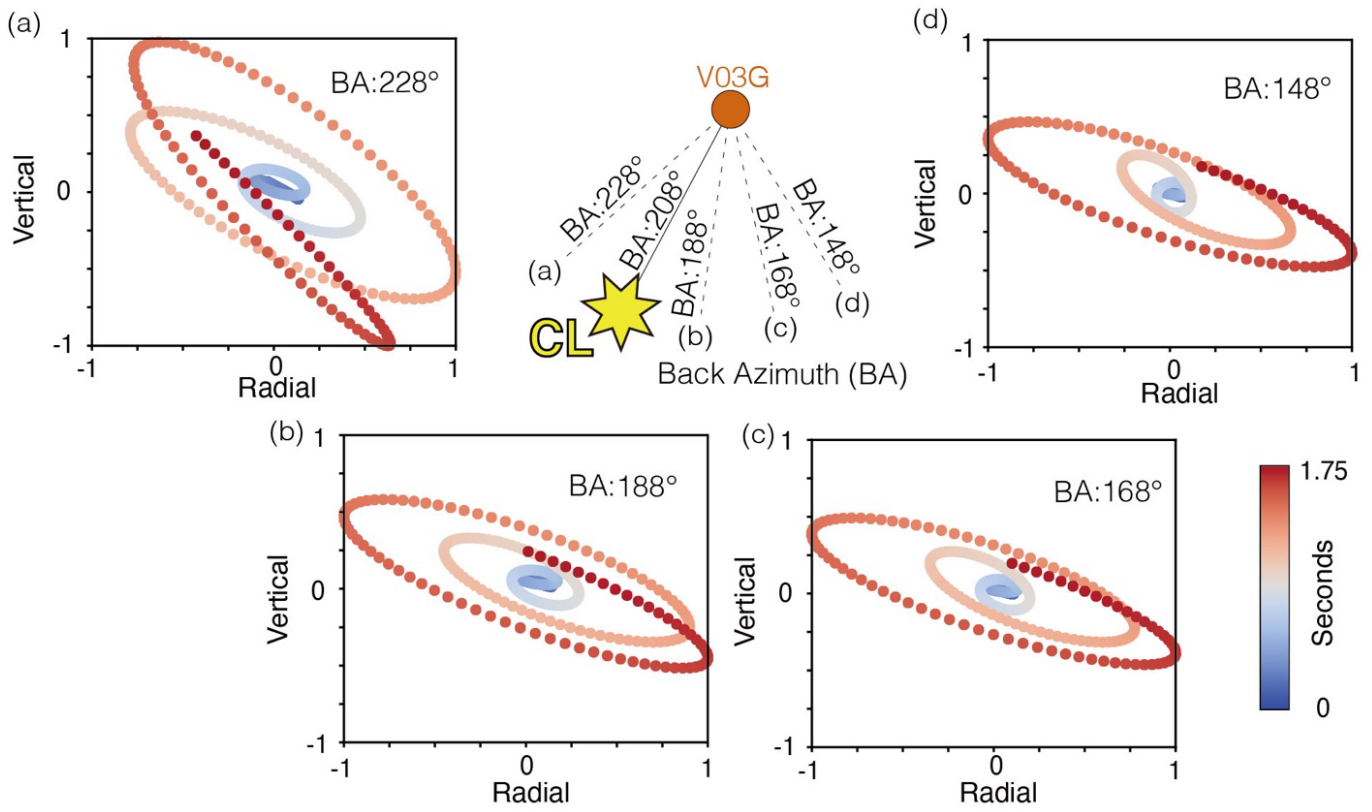 (a)
BA:228°
1
0
-1
Vertical
-1
0
1
Radial
V03G
BA:228°
BA:208°
BA:188°
BA:168°
BA:148°
(a)
(b)
(c)
(d)
CL
Back Azimuth (BA)
(d)
BA:148°
1
0
-1
Vertical
-1
0
1
Radial
(b)
BA:188°
1
0
-1
Vertical
-1
0
1
Radial
(c)
BA:168°
1
0
-1
Vertical
-1
0
1
Radial
1.75
Seconds
0